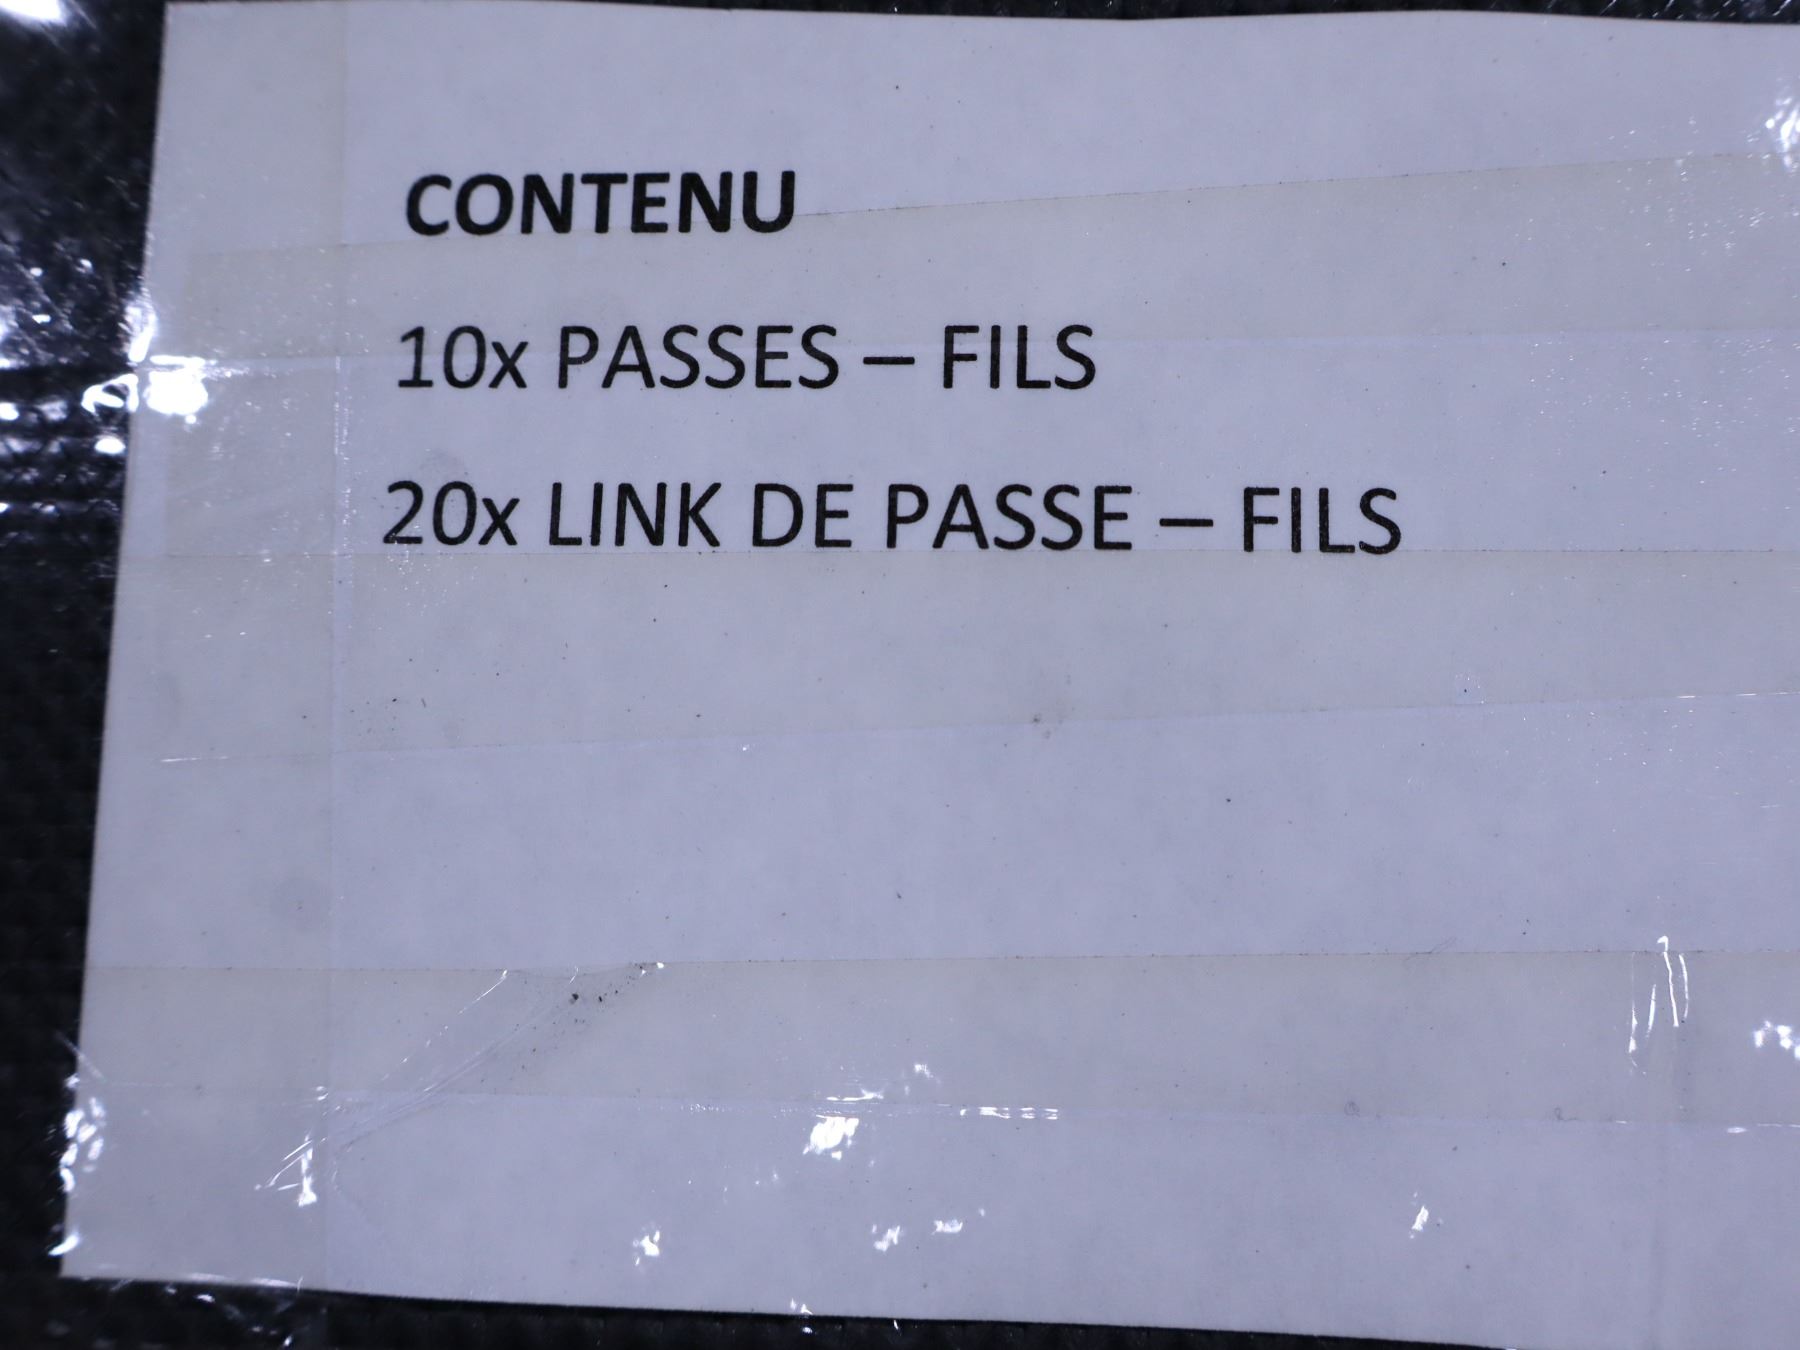 CONTENU
10x PASSES – FILS
20x LINK DE PASSE – FILS